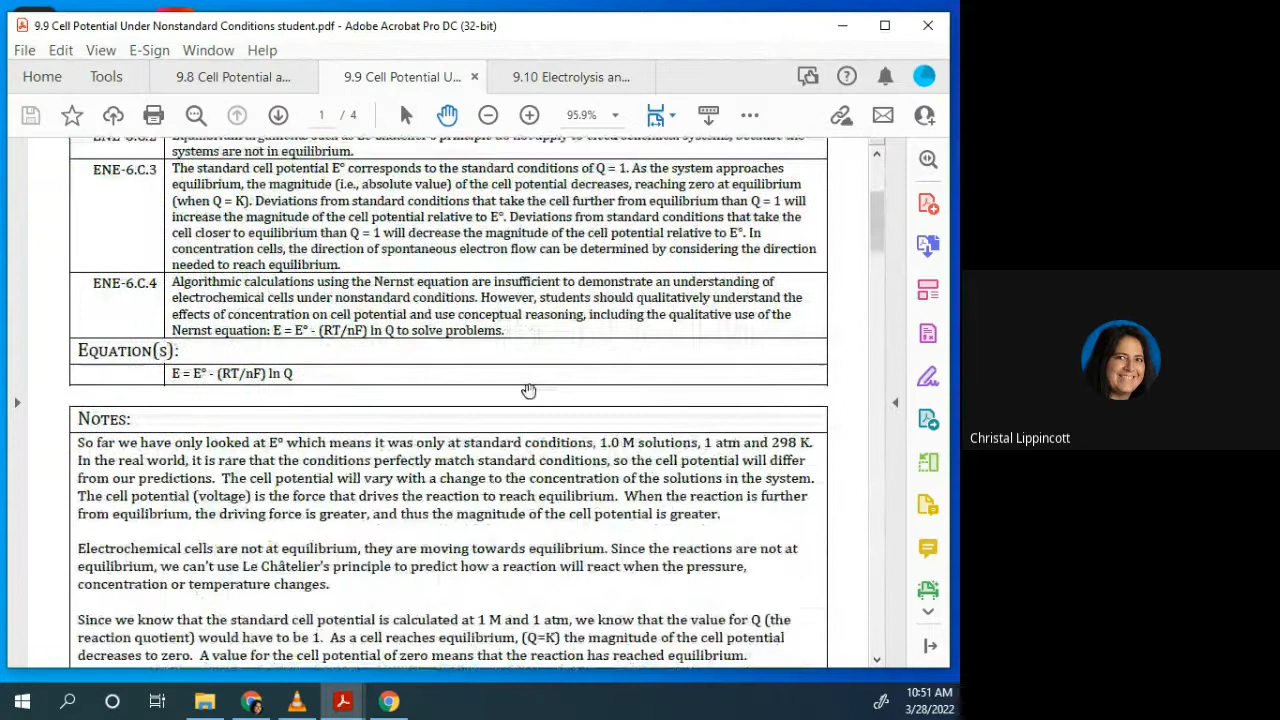 9.9 Cell Potential Under Nonstandard Conditions student.pdf - Adobe Acrobat Pro DC (32-bit)
File Edit View E-Sign Window Help
Home Tools 9.8 Cell Potential a... 9.9 Cell Potential U... 9.10 Electrolysis an...
1 / 4 95.9%
systems are not in equilibrium.
ENE-6.C.3 The standard cell potential E° corresponds to the standard conditions of Q = 1. As the system approaches
equilibrium, the magnitude (i.e., absolute value) of the cell potential decreases, reaching zero at equilibrium
(when Q = K). Deviations from standard conditions that take the cell further from equilibrium than Q = 1 will
increase the magnitude of the cell potential relative to E°. Deviations from standard conditions that take the
cell closer to equilibrium than Q = 1 will decrease the magnitude of the cell potential relative to E°. In
concentration cells, the direction of spontaneous electron flow can be determined by considering the direction
needed to reach equilibrium.
ENE-6.C.4 Algorithmic calculations using the Nernst equation are insufficient to demonstrate an understanding of
electrochemical cells under nonstandard conditions. However, students should qualitatively understand the
effects of concentration on cell potential and use conceptual reasoning, including the qualitative use of the
Nernst equation: E = E° - (RT/nF) ln Q to solve problems.
EQUATION(S):
E = E° - (RT/nF) ln Q
NOTES:
So far we have only looked at E° which means it was only at standard conditions, 1.0 M solutions, 1 atm and 298 K.
In the real world, it is rare that the conditions perfectly match standard conditions, so the cell potential will differ
from our predictions. The cell potential will vary with a change to the concentration of the solutions in the system.
The cell potential (voltage) is the force that drives the reaction to reach equilibrium. When the reaction is further
from equilibrium, the driving force is greater, and thus the magnitude of the cell potential is greater.
Electrochemical cells are not at equilibrium, they are moving towards equilibrium. Since the reactions are not at
equilibrium, we can't use Le Châtelier's principle to predict how a reaction will react when the pressure,
concentration or temperature changes.
Since we know that the standard cell potential is calculated at 1 M and 1 atm, we know that the value for Q (the
reaction quotient) would have to be 1. As a cell reaches equilibrium, (Q=K) the magnitude of the cell potential
decreases to zero. A value for the cell potential of zero means that the reaction has reached equilibrium.
Christal Lippincott
10:51 AM
3/28/2022